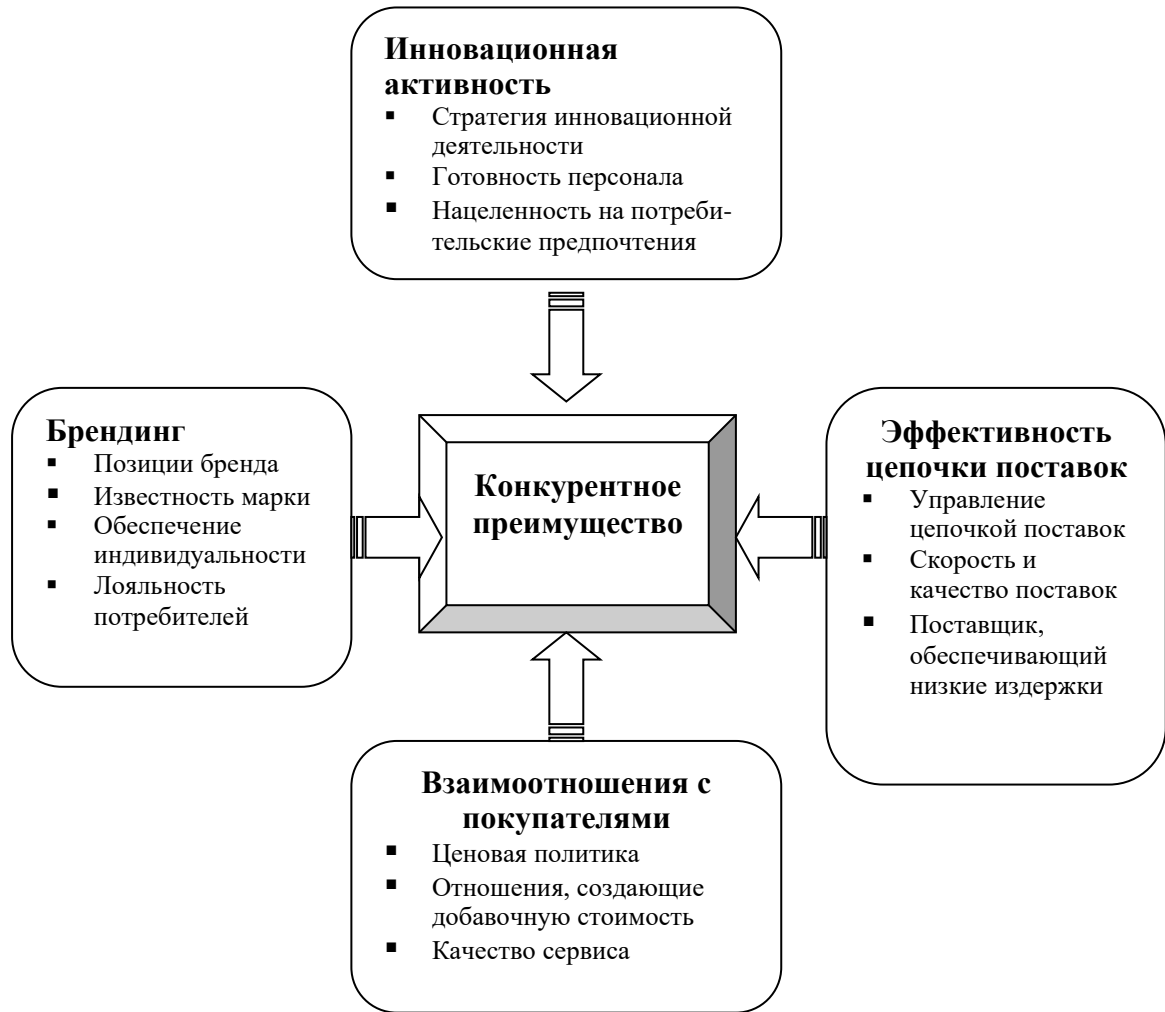 Инновационная
активность
▪ Стратегия инновационной
деятельности
▪ Готовность персонала
▪ Нацеленность на потреби-
тельские предпочтения
Брендинг
▪ Позиции бренда
▪ Известность марки
▪ Обеспечение
индивидуальности
▪ Лояльность
потребителей
Конкурентное
преимущество
Эффективность
цепочки поставок
▪ Управление
цепочкой поставок
▪ Скорость и
качество поставок
▪ Поставщик,
обеспечивающий
низкие издержки
Взаимоотношения с
покупателями
▪ Ценовая политика
▪ Отношения, создающие
добавочную стоимость
▪ Качество сервиса